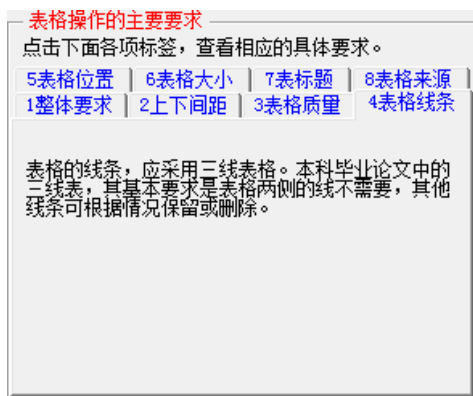 表格操作的主要要求
点击下面各项标签，查看相应的具体要求。
5表格位置 6表格大小 7表标题 8表格来源
1整体要求 2上下间距 3表格质量 4表格线条
表格的线条，应采用三线表格。本科毕业论文中的
三线表，其基本要求是表格两侧的线不需要，其他
线条可根据情况保留或删除。